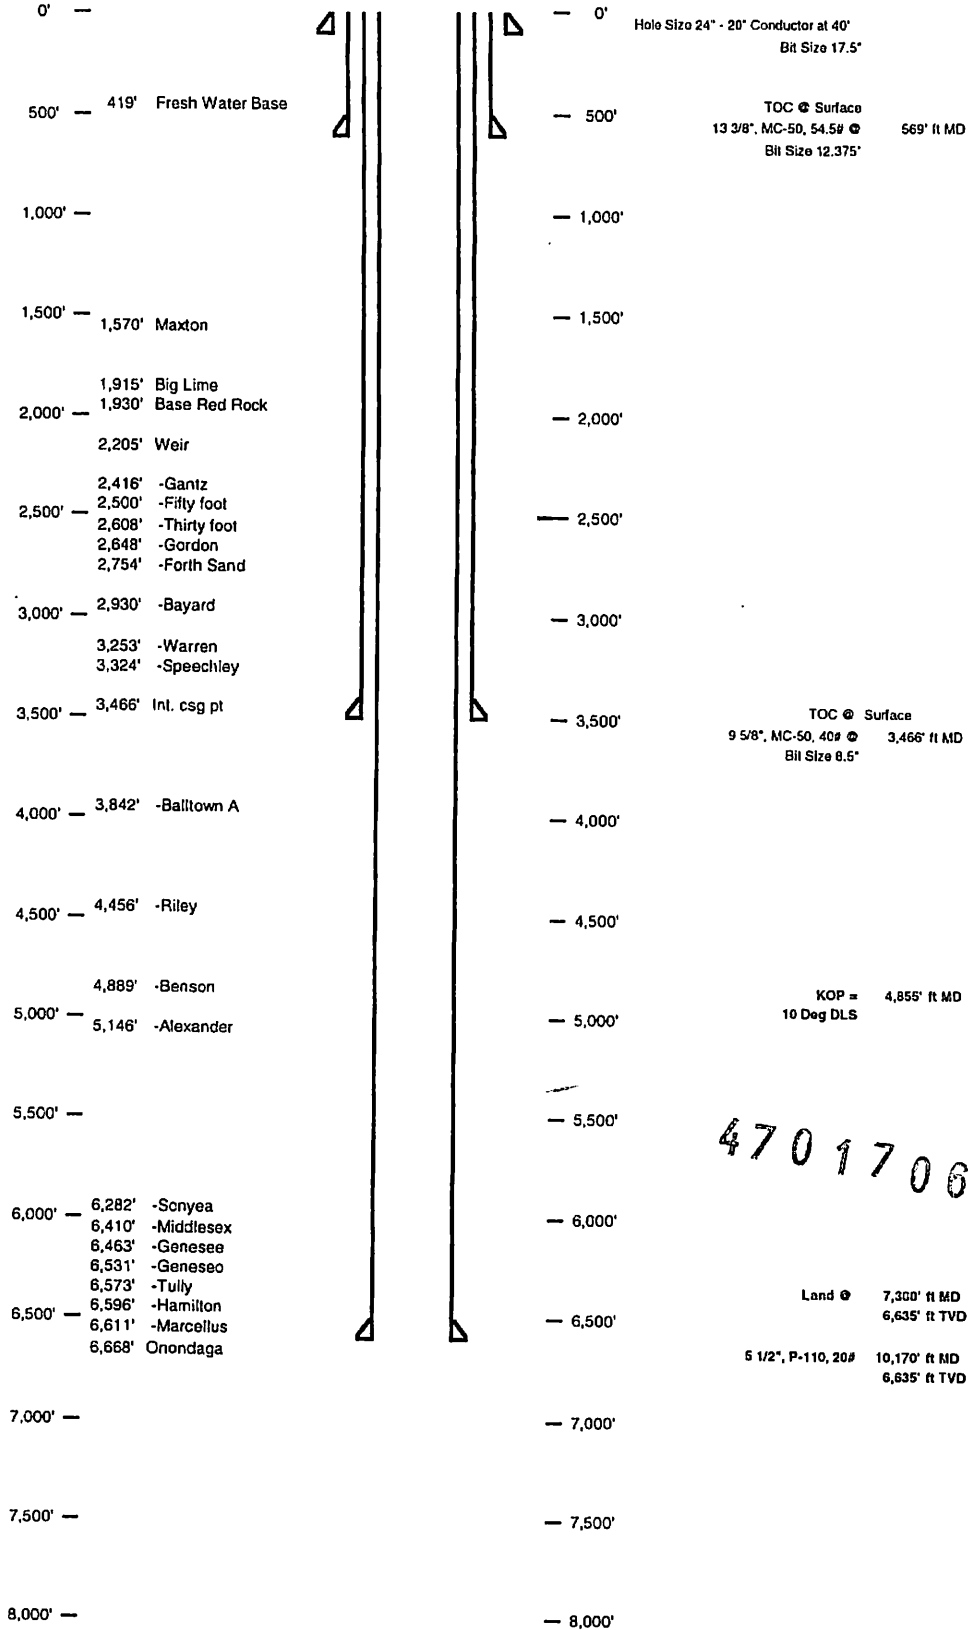 0'
0'
Hole Size 24" - 20" Conductor at 40'
Bit Size 17.5"
500'
419' Fresh Water Base
500'
TOC @ Surface
13 3/8", MC-50, 54.5# @ 569' ft MD
Bit Size 12.375"
1,000'
1,000'
1,500'
1,500'
1,570' Maxton
1,915' Big Lime
1,930' Base Red Rock
2,000'
2,000'
2,205' Weir
2,416' -Gantz
2,500' -Fifty foot
2,500'
2,500'
2,608' -Thirty foot
2,648' -Gordon
2,754' -Forth Sand
2,930' -Bayard
3,000'
3,000'
3,253' -Warren
3,324' -Speechley
3,466' Int. csg pt
3,500'
3,500'
TOC @ Surface
9 5/8", MC-50, 40# @ 3,466' ft MD
Bit Size 8.5"
3,842' -Balltown A
4,000'
4,000'
4,456' -Riley
4,500'
4,500'
4,889' -Benson
KOP = 4,855' ft MD
10 Deg DLS
5,000'
5,000'
5,146' -Alexander
5,500'
5,500'
4701706
6,282' -Sonyea
6,000'
6,000'
6,410' -Middlesex
6,463' -Genesee
6,531' -Geneseo
6,573' -Tully
6,596' -Hamilton
6,500'
6,500'
6,611' -Marcellus
6,668' Onondaga
Land @ 7,300' ft MD
6,635' ft TVD
5 1/2", P-110, 20# 10,170' ft MD
6,635' ft TVD
7,000'
7,000'
7,500'
7,500'
8,000'
8,000'